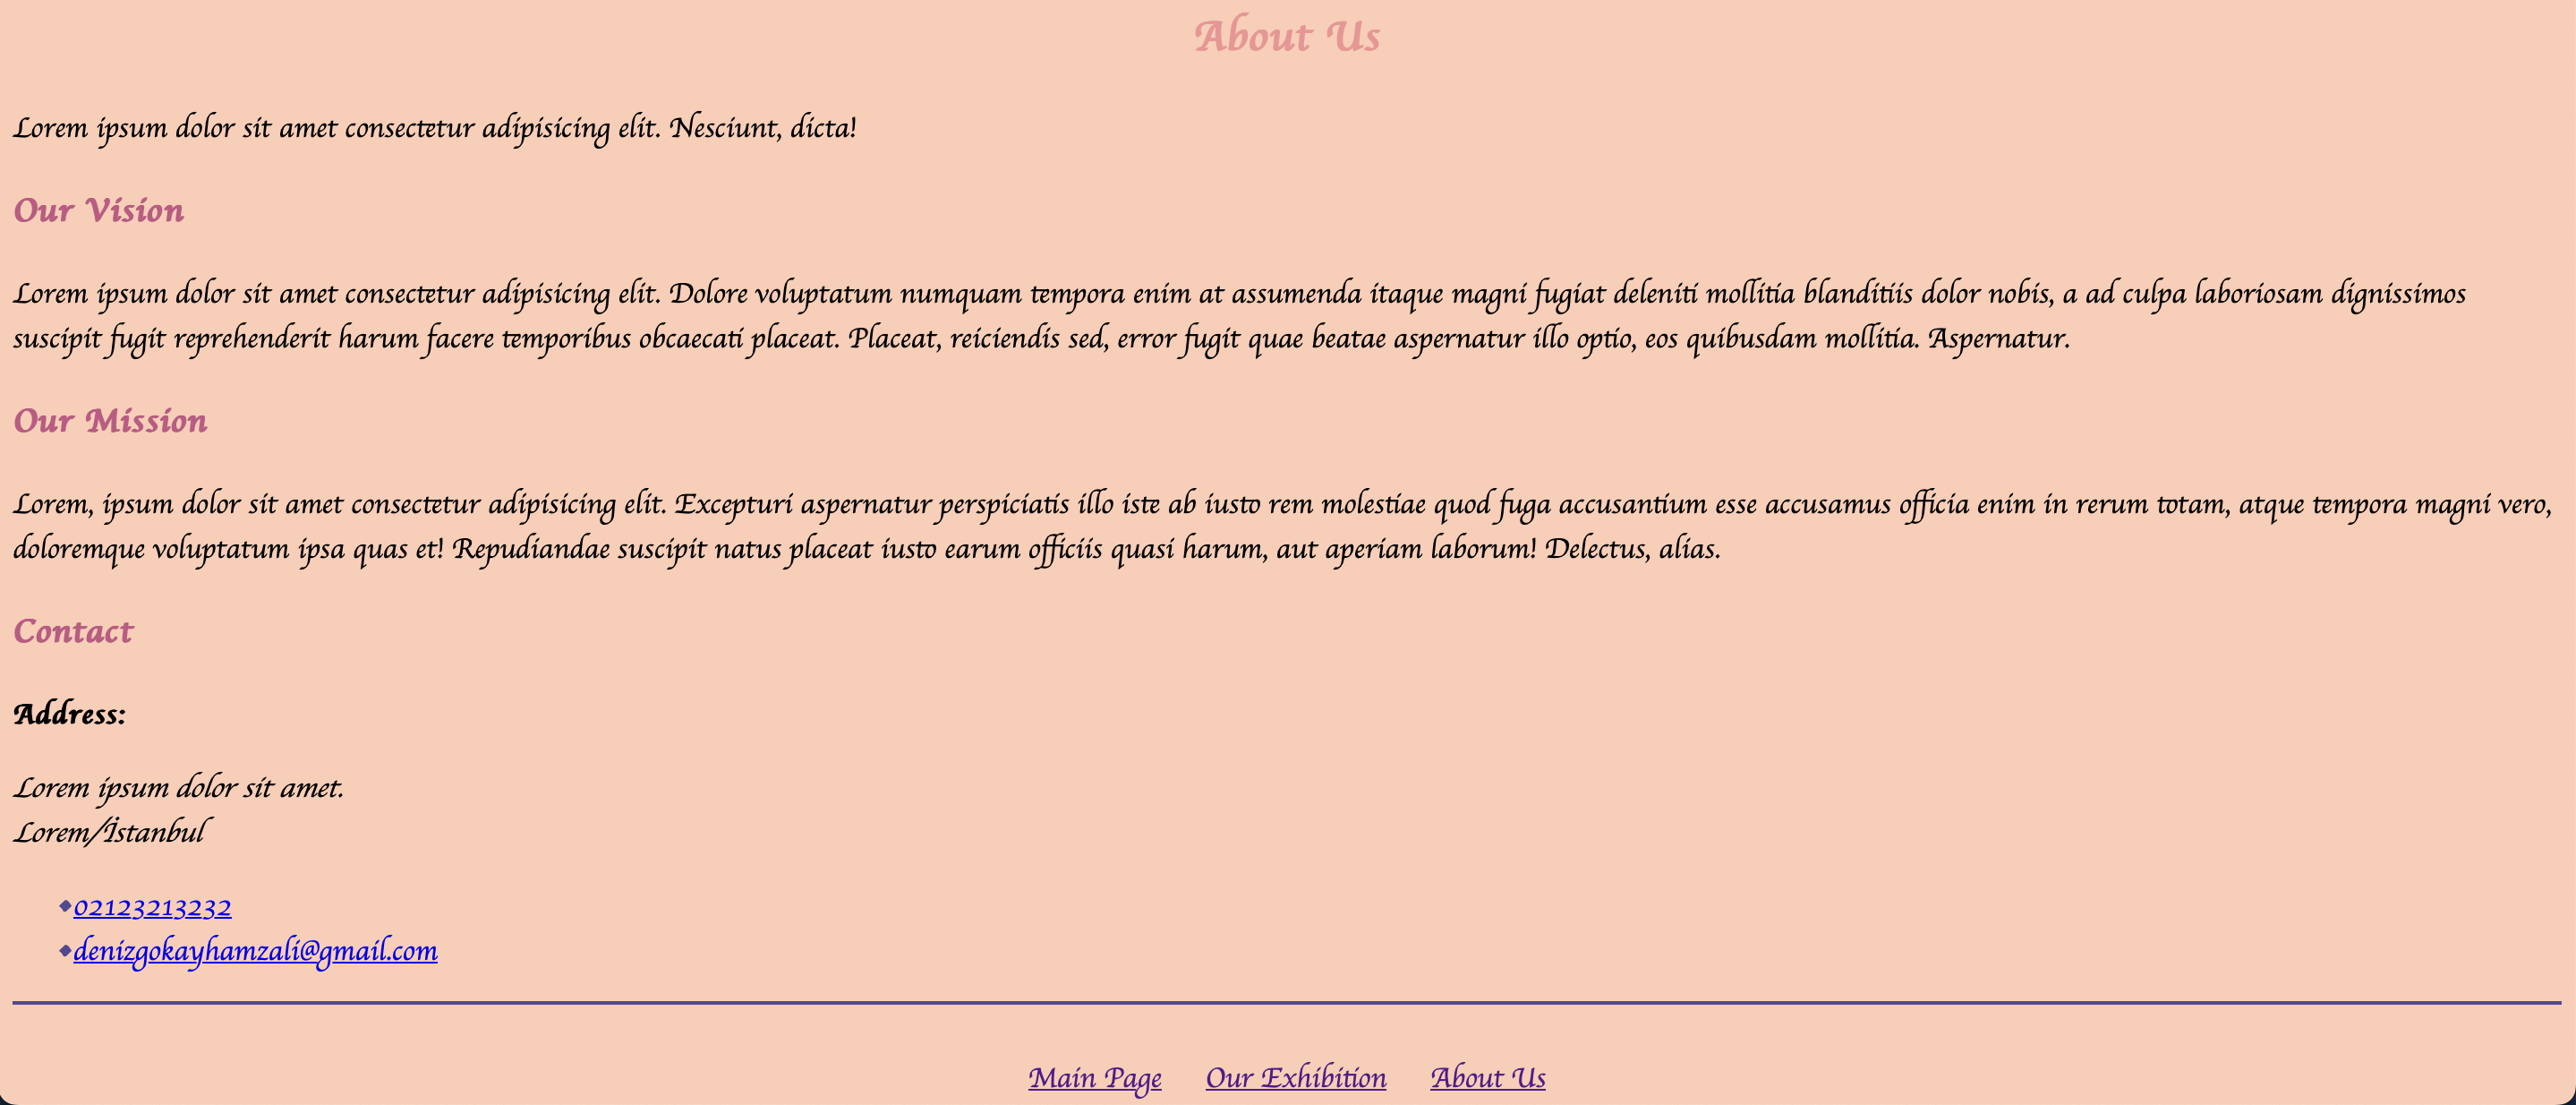 About Us
Lorem ipsum dolor sit amet consectetur adipisicing elit. Nesciunt, dicta!
Our Vision
Lorem ipsum dolor sit amet consectetur adipisicing elit. Dolore voluptatum numquam tempora enim at assumenda itaque magni fugiat deleniti mollitia blanditiis dolor nobis, a ad culpa laboriosam dignissimos
suscipit fugit reprehenderit harum facere temporibus obcaecati placeat. Placeat, reiciendis sed, error fugit quae beatae aspernatur illo optio, eos quibusdam mollitia. Aspernatur.
Our Mission
Lorem, ipsum dolor sit amet consectetur adipisicing elit. Excepturi aspernatur perspiciatis illo iste ab iusto rem molestiae quod fuga accusantium esse accusamus officia enim in rerum totam, atque tempora magni vero,
doloremque voluptatum ipsa quas et! Repudiandae suscipit natus placeat iusto earum officiis quasi harum, aut aperiam laborum! Delectus, alias.
Contact
Address:
Lorem ipsum dolor sit amet.
Lorem/İstanbul
02123213232
denizgokayhamzali@gmail.com
Main Page Our Exhibition About Us